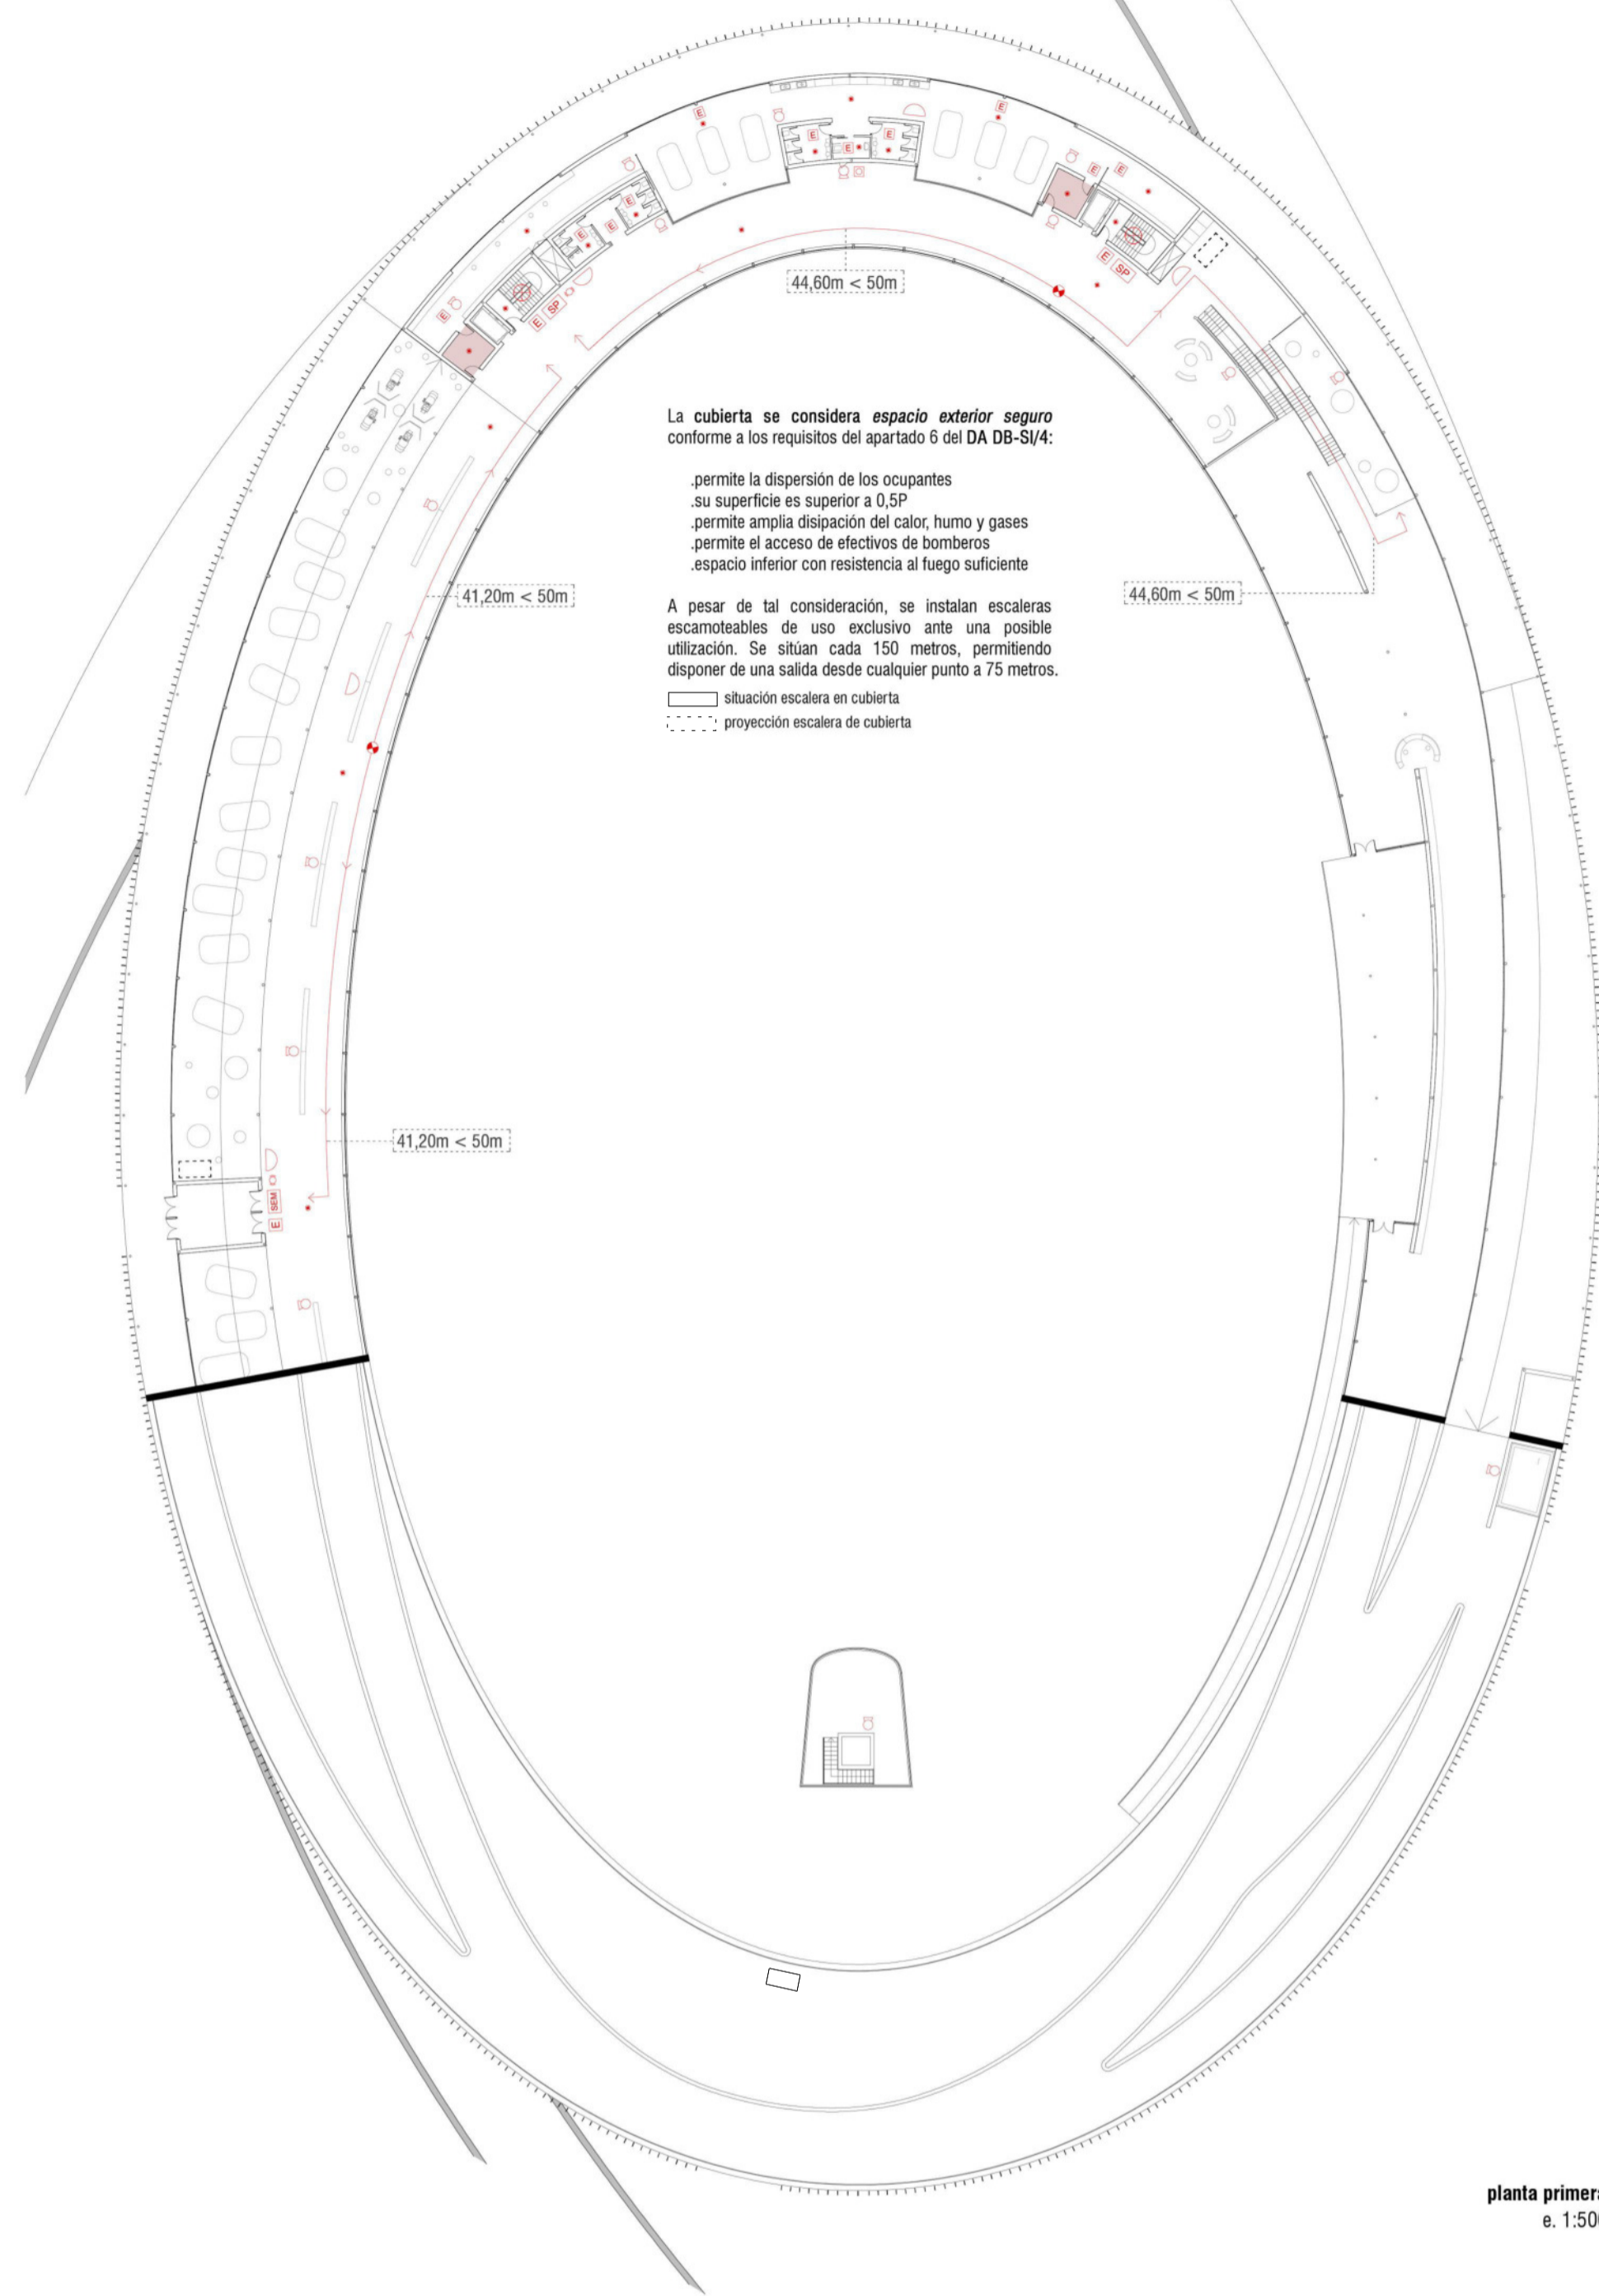 E
E
E
E
E
E
E
E
E
E
E
E SP
E
E SP
44,60m < 50m
La cubierta se considera espacio exterior seguro
conforme a los requisitos del apartado 6 del DA DB-SI/4:
.permite la dispersión de los ocupantes
.su superficie es superior a 0,5P
.permite amplia disipación del calor, humo y gases
.permite el acceso de efectivos de bomberos
.espacio inferior con resistencia al fuego suficiente
41,20m < 50m
44,60m < 50m
A pesar de tal consideración, se instalan escaleras
escamoteables de uso exclusivo ante una posible
utilización. Se sitúan cada 150 metros, permitiendo
disponer de una salida desde cualquier punto a 75 metros.
situación escalera en cubierta
proyección escalera de cubierta
41,20m < 50m
E SEM
planta primera
e. 1:500